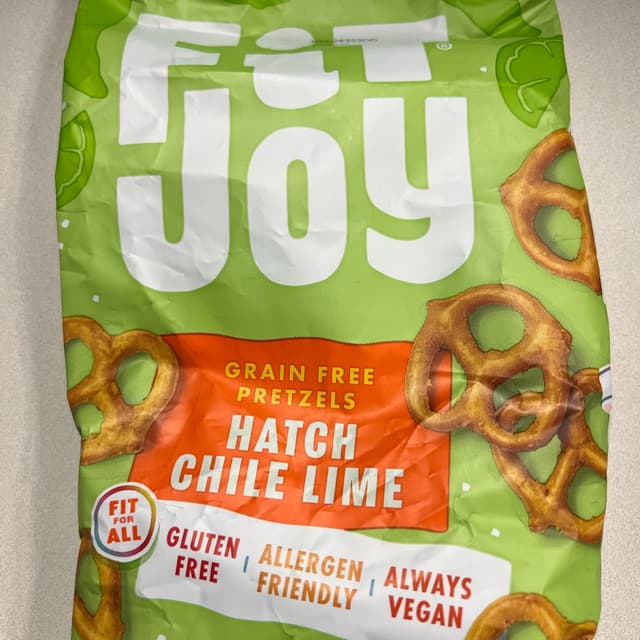 FiT
JOY
®
GRAIN FREE
PRETZELS
HATCH
CHILE LIME
FIT
FOR
ALL
GLUTEN
FREE
ALLERGEN
FRIENDLY
ALWAYS
VEGAN